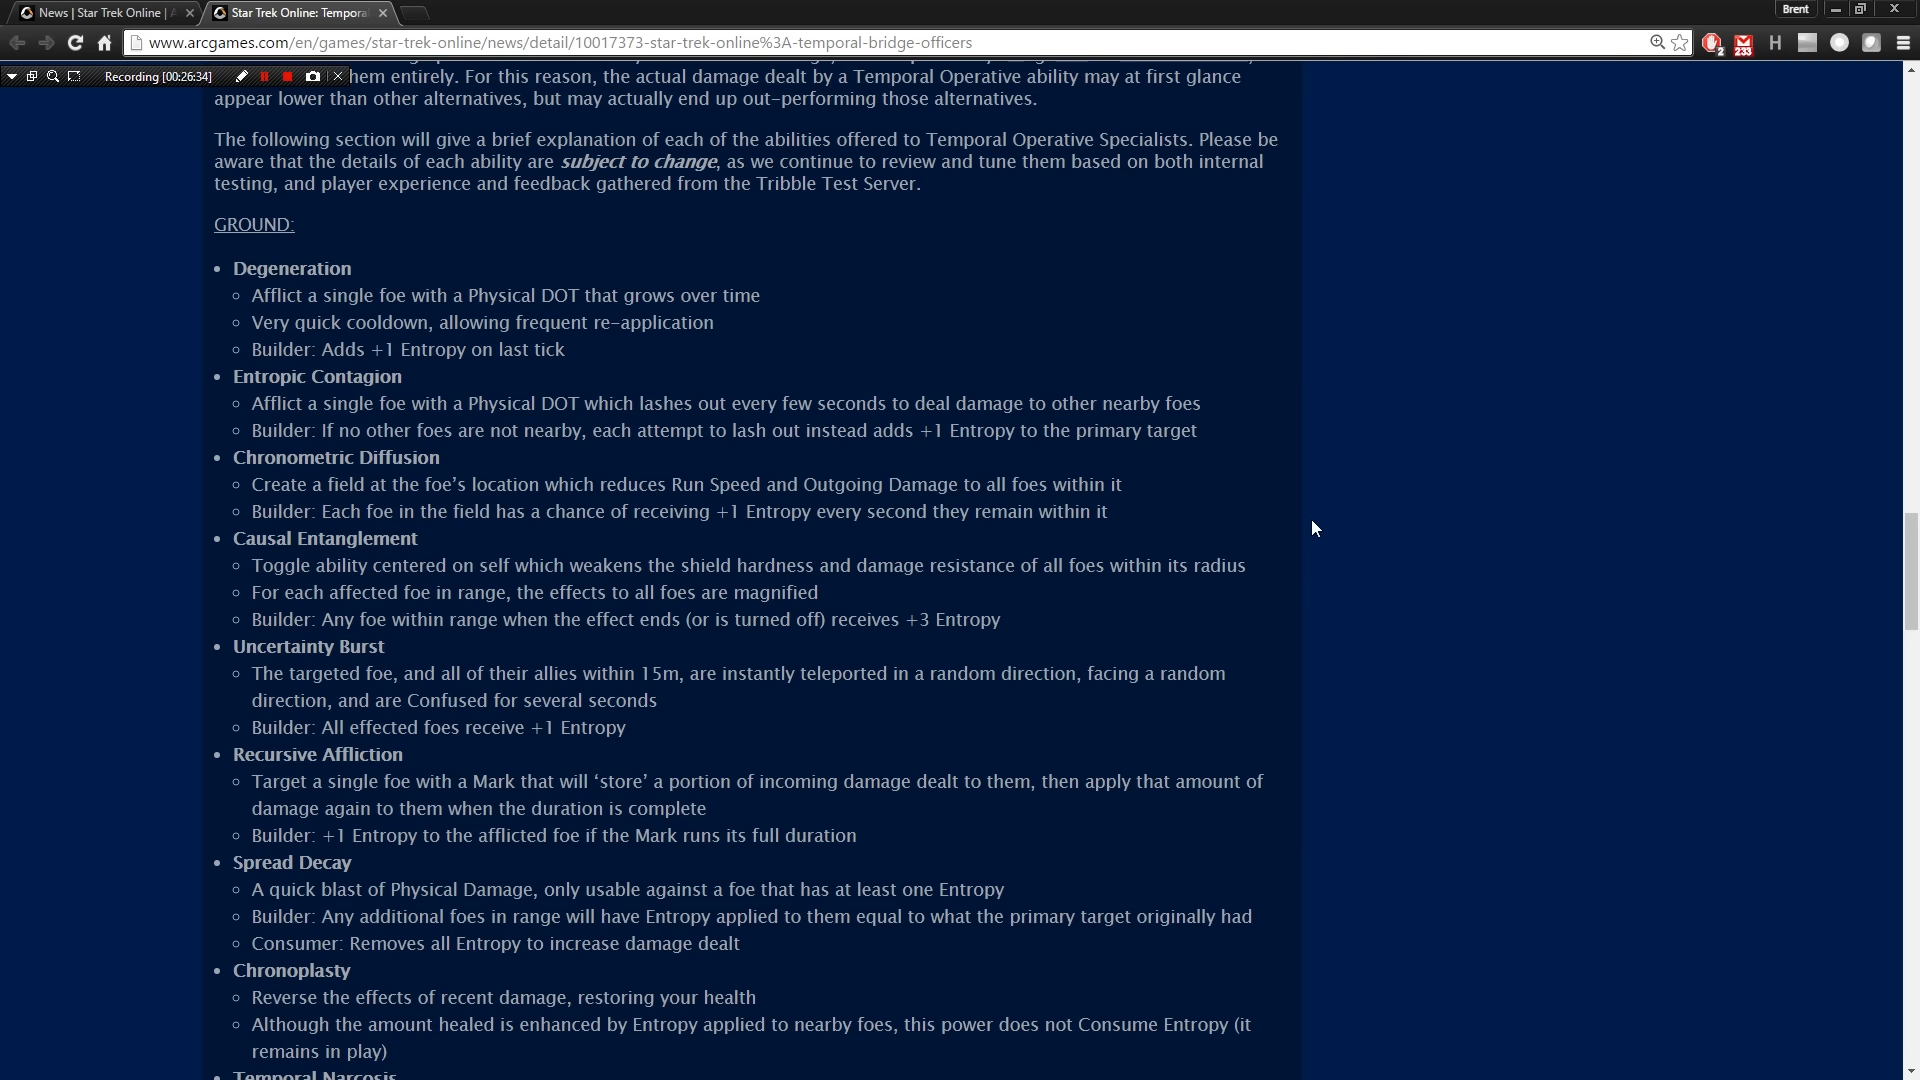 News | Star Trek Online |
Star Trek Online: Tempora
Brent
www.arcgames.com/en/games/star-trek-online/news/detail/10017373-star-trek-online%3A-temporal-bridge-officers
2
233
H
Recording [00:26:34]
hem entirely. For this reason, the actual damage dealt by a Temporal Operative ability may at first glance
appear lower than other alternatives, but may actually end up out-performing those alternatives.
The following section will give a brief explanation of each of the abilities offered to Temporal Operative Specialists. Please be
aware that the details of each ability are subject to change, as we continue to review and tune them based on both internal
testing, and player experience and feedback gathered from the Tribble Test Server.
GROUND:
• Degeneration
Afflict a single foe with a Physical DOT that grows over time
Very quick cooldown, allowing frequent re-application
Builder: Adds +1 Entropy on last tick
• Entropic Contagion
Afflict a single foe with a Physical DOT which lashes out every few seconds to deal damage to other nearby foes
Builder: If no other foes are not nearby, each attempt to lash out instead adds +1 Entropy to the primary target
• Chronometric Diffusion
Create a field at the foe's location which reduces Run Speed and Outgoing Damage to all foes within it
Builder: Each foe in the field has a chance of receiving +1 Entropy every second they remain within it
• Causal Entanglement
Toggle ability centered on self which weakens the shield hardness and damage resistance of all foes within its radius
For each affected foe in range, the effects to all foes are magnified
Builder: Any foe within range when the effect ends (or is turned off) receives +3 Entropy
• Uncertainty Burst
The targeted foe, and all of their allies within 15m, are instantly teleported in a random direction, facing a random
direction, and are Confused for several seconds
Builder: All effected foes receive +1 Entropy
• Recursive Affliction
Target a single foe with a Mark that will ‘store’ a portion of incoming damage dealt to them, then apply that amount of
damage again to them when the duration is complete
Builder: +1 Entropy to the afflicted foe if the Mark runs its full duration
• Spread Decay
A quick blast of Physical Damage, only usable against a foe that has at least one Entropy
Builder: Any additional foes in range will have Entropy applied to them equal to what the primary target originally had
Consumer: Removes all Entropy to increase damage dealt
• Chronoplasty
Reverse the effects of recent damage, restoring your health
Although the amount healed is enhanced by Entropy applied to nearby foes, this power does not Consume Entropy (it
remains in play)
• Temporal Narcosis